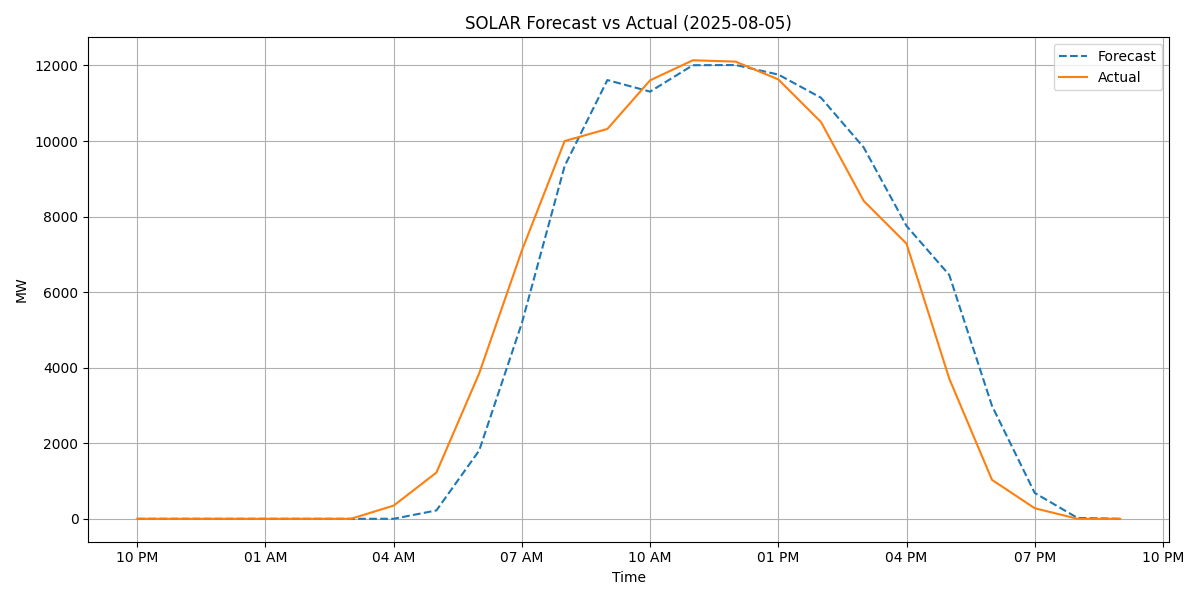 SOLAR Forecast vs Actual (2025-08-05)
Forecast
Actual
12000
10000
8000
6000
4000
2000
0
MW
10 PM 01 AM 04 AM 07 AM 10 AM 01 PM 04 PM 07 PM 10 PM
Time